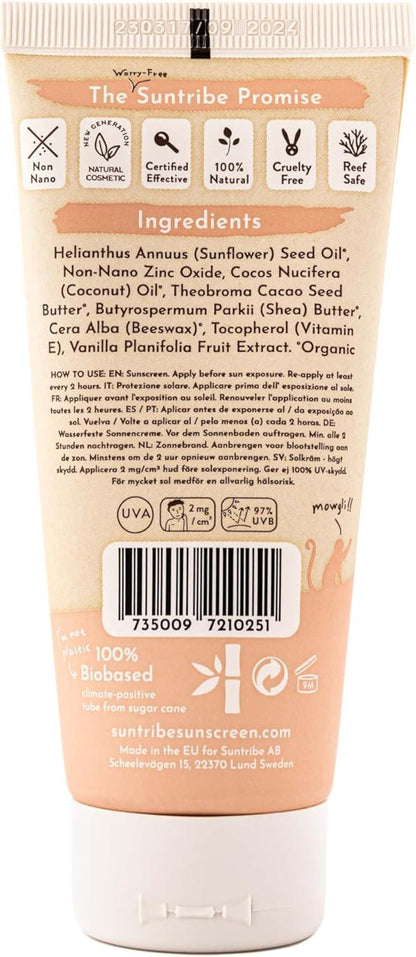 230317/09 2024
Worry-Free
The Suntribe Promise
Non Nano
NEW GENERATION
NATURAL COSMETIC
Certified Effective
100% Natural
Cruelty Free
Reef Safe
Ingredients
Helianthus Annuus (Sunflower) Seed Oil°,
Non-Nano Zinc Oxide, Cocos Nucifera
(Coconut) Oil°, Theobroma Cacao Seed
Butter°, Butyrospermum Parkii (Shea) Butter°,
Cera Alba (Beeswax)°, Tocopherol (Vitamin
E), Vanilla Planifolia Fruit Extract. °Organic
HOW TO USE: EN: Sunscreen. Apply before sun exposure. Re-apply at least
every 2 hours. IT: Protezione solare. Applicare prima dell' esposizione al sole.
FR: Appliquer avant l'exposition au soleil. Renouveler l'application au moins
toutes les 2 heures. ES / PT: Aplicar antes de exponerse al / da exposição ao
sol. Vuelva / Volte a aplicar al / pelo menos (a) cada 2 horas. DE:
Wasserfeste Sonnencreme. Vor dem Sonnenbaden auftragen. Min. alle 2
Stunden nachtragen. NL: Zonnebrand. Aanbrengen voor blootstelling aan
de zon. Minstens om de 2 uur opnieuw aanbrengen. SV: Solkräm - högt
skydd. Applicera 2 mg/cm² hud före solexponering. Ger ej 100% UV-skydd.
För mycket sol medför en allvarlig hälsorisk.
UVA
2 mg
/ cm²
97%
UVB
mowgli!!
735009 7210251
I'm not
plastic
100%
Biobased
climate-positive
tube from sugar cane
9M
suntribesunscreen.com
Made in the EU for Suntribe AB
Scheelevägen 15, 22370 Lund Sweden